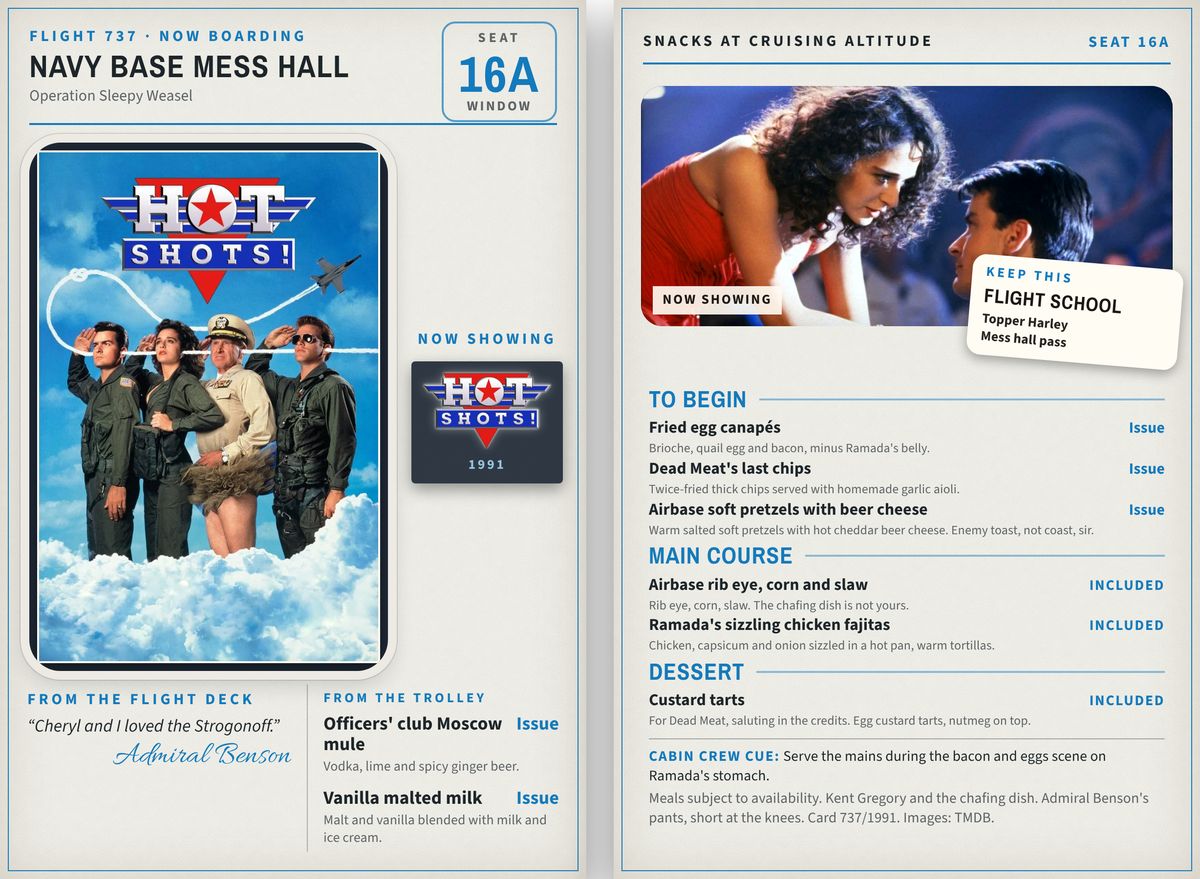 FLIGHT 737 · NOW BOARDING
NAVY BASE MESS HALL
Operation Sleepy Weasel
SEAT
16A
WINDOW
HOT
SHOTS!
NOW SHOWING
HOT
SHOTS!
1991
FROM THE FLIGHT DECK
“Cheryl and I loved the Strogonoff.”
Admiral Benson
FROM THE TROLLEY
Officers' club Moscow mule Issue
Vodka, lime and spicy ginger beer.
Vanilla malted milk Issue
Malt and vanilla blended with milk and
ice cream.
SNACKS AT CRUISING ALTITUDE
SEAT 16A
NOW SHOWING
KEEP THIS
FLIGHT SCHOOL
Topper Harley
Mess hall pass
TO BEGIN
Fried egg canapés Issue
Brioche, quail egg and bacon, minus Ramada's belly.
Dead Meat's last chips Issue
Twice-fried thick chips served with homemade garlic aioli.
Airbase soft pretzels with beer cheese Issue
Warm salted soft pretzels with hot cheddar beer cheese. Enemy toast, not coast, sir.
MAIN COURSE
Airbase rib eye, corn and slaw INCLUDED
Rib eye, corn, slaw. The chafing dish is not yours.
Ramada's sizzling chicken fajitas INCLUDED
Chicken, capsicum and onion sizzled in a hot pan, warm tortillas.
DESSERT
Custard tarts INCLUDED
For Dead Meat, saluting in the credits. Egg custard tarts, nutmeg on top.
CABIN CREW CUE: Serve the mains during the bacon and eggs scene on
Ramada's stomach.
Meals subject to availability. Kent Gregory and the chafing dish. Admiral Benson's
pants, short at the knees. Card 737/1991. Images: TMDB.